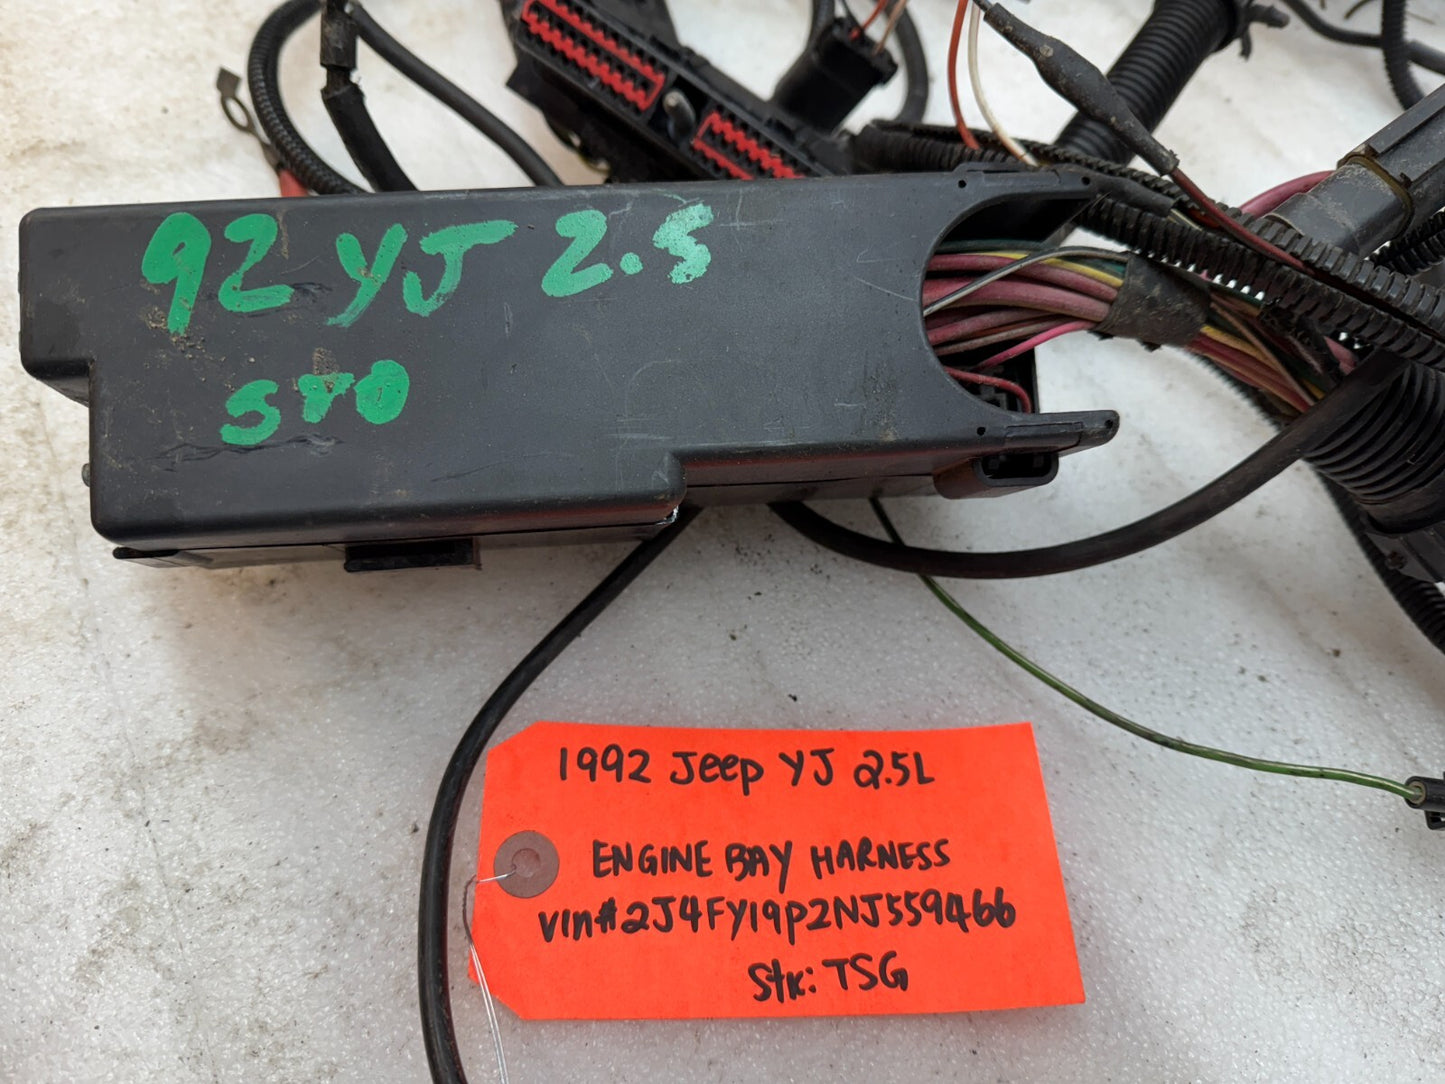 92 YJ 2.5
STO
1992 Jeep YJ 2.5L
ENGINE BAY HARNESS
vin# 2J4FY19P2NJ559466
Stk: TSG